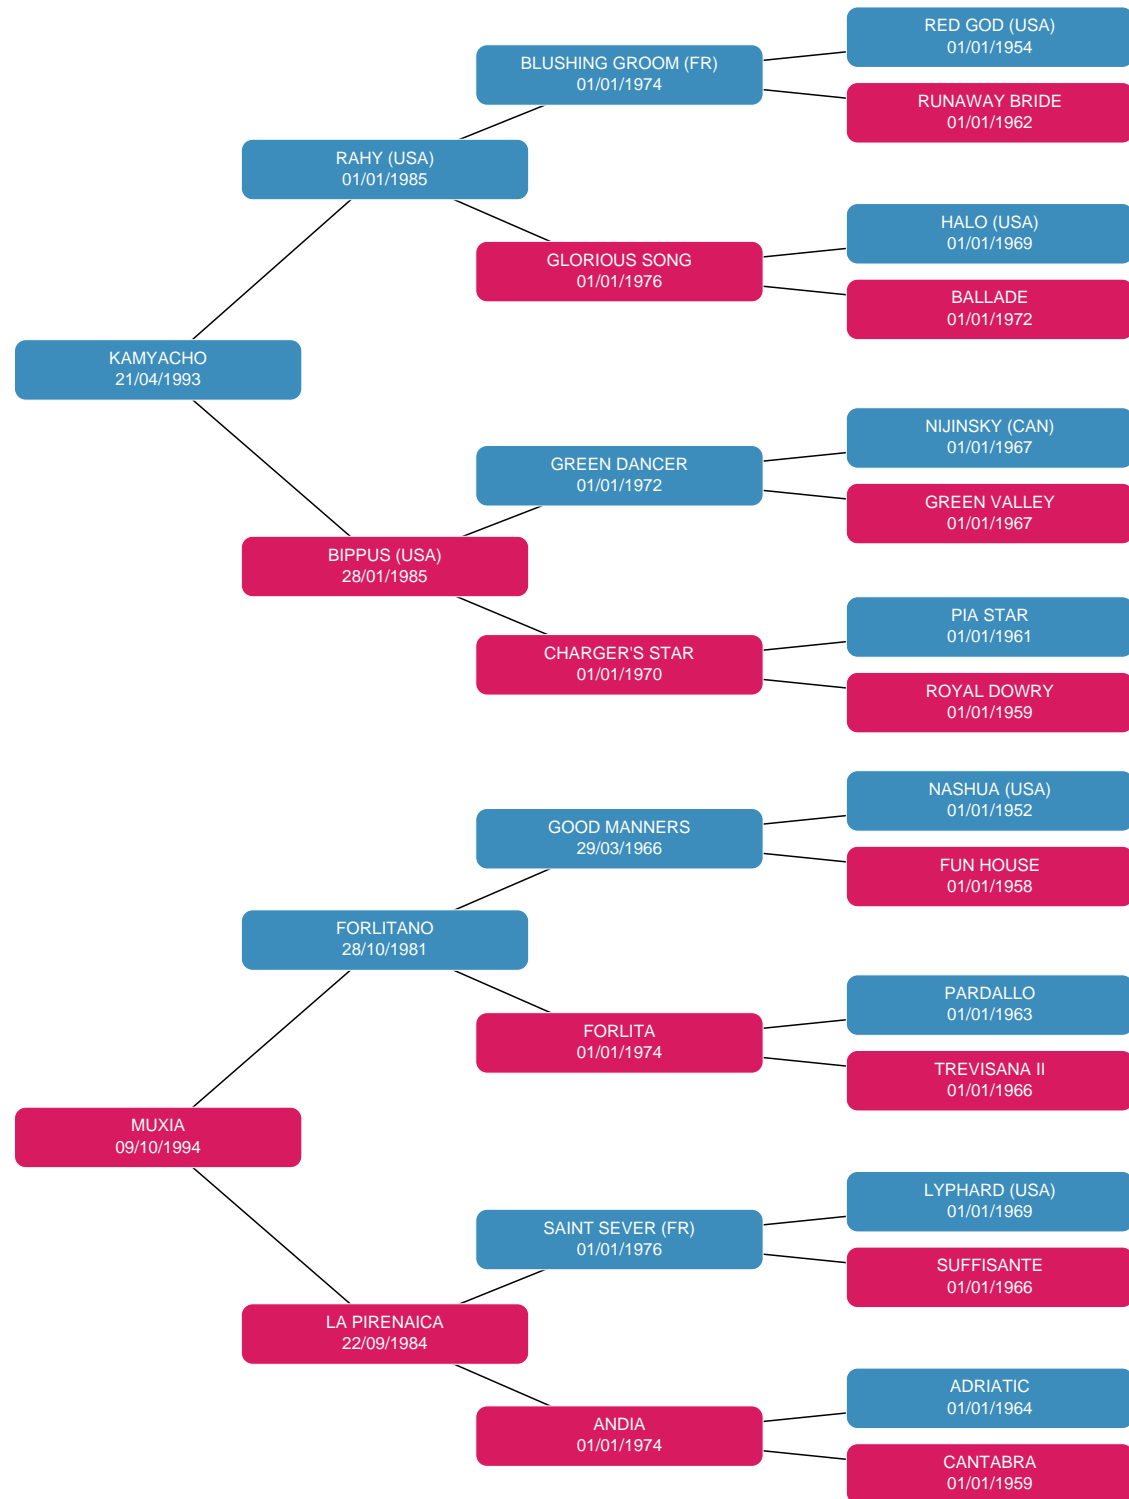 RED GOD (USA)
01/01/1954
BLUSHING GROOM (FR)
01/01/1974
RUNAWAY BRIDE
01/01/1962
RAHY (USA)
01/01/1985
HALO (USA)
01/01/1969
GLORIOUS SONG
01/01/1976
BALLADE
01/01/1972
KAMYACHO
21/04/1993
NIJINSKY (CAN)
01/01/1967
GREEN DANCER
01/01/1972
GREEN VALLEY
01/01/1967
BIPPUS (USA)
28/01/1985
PIA STAR
01/01/1961
CHARGER'S STAR
01/01/1970
ROYAL DOWRY
01/01/1959
NASHUA (USA)
01/01/1952
GOOD MANNERS
29/03/1966
FUN HOUSE
01/01/1958
FORLITANO
28/10/1981
PARDALLO
01/01/1963
FORLITA
01/01/1974
TREVISANA II
01/01/1966
MUXIA
09/10/1994
LYPHARD (USA)
01/01/1969
SAINT SEVER (FR)
01/01/1976
SUFFISANTE
01/01/1966
LA PIRENAICA
22/09/1984
ADRIATIC
01/01/1964
ANDIA
01/01/1974
CANTABRA
01/01/1959